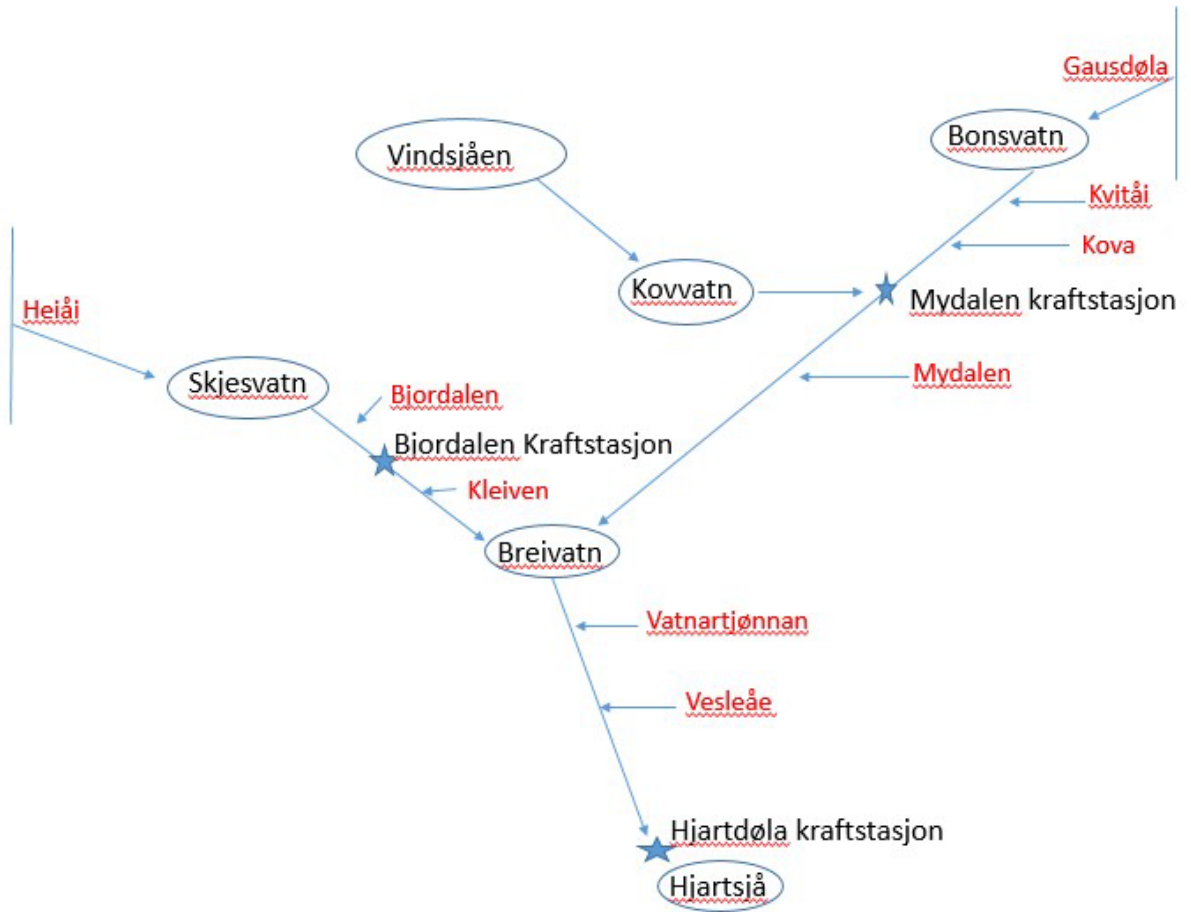 Gausdøla
Bonsvatn
Vindsjåen
Kvitåi
Kova
Kovvatn
Mydalen kraftstasjon
Heiåi
Skjesvatn
Mydalen
Bjordalen
Bjordalen Kraftstasjon
Kleiven
Breivatn
Vatnartjønnan
Vesleåe
Hjartdøla kraftstasjon
Hjartsjå